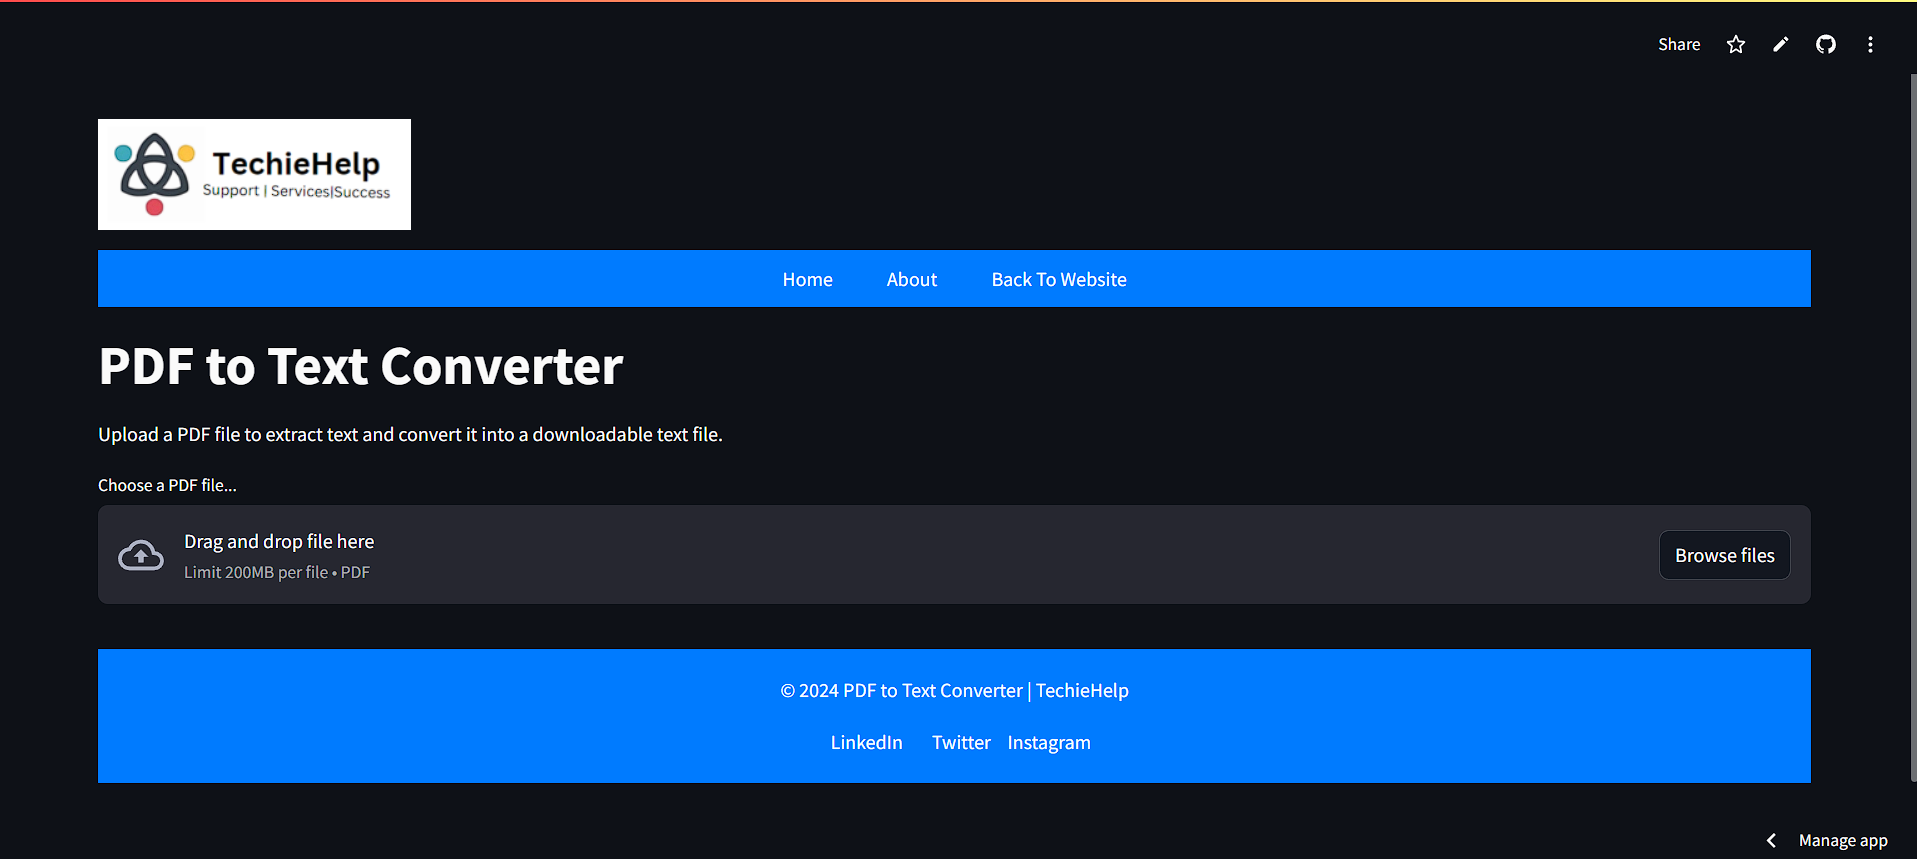 Share
TechieHelp
Support | Services|Success
Home About Back To Website
PDF to Text Converter
Upload a PDF file to extract text and convert it into a downloadable text file.
Choose a PDF file...
Drag and drop file here
Limit 200MB per file • PDF
Browse files
© 2024 PDF to Text Converter | TechieHelp
LinkedIn Twitter Instagram
Manage app